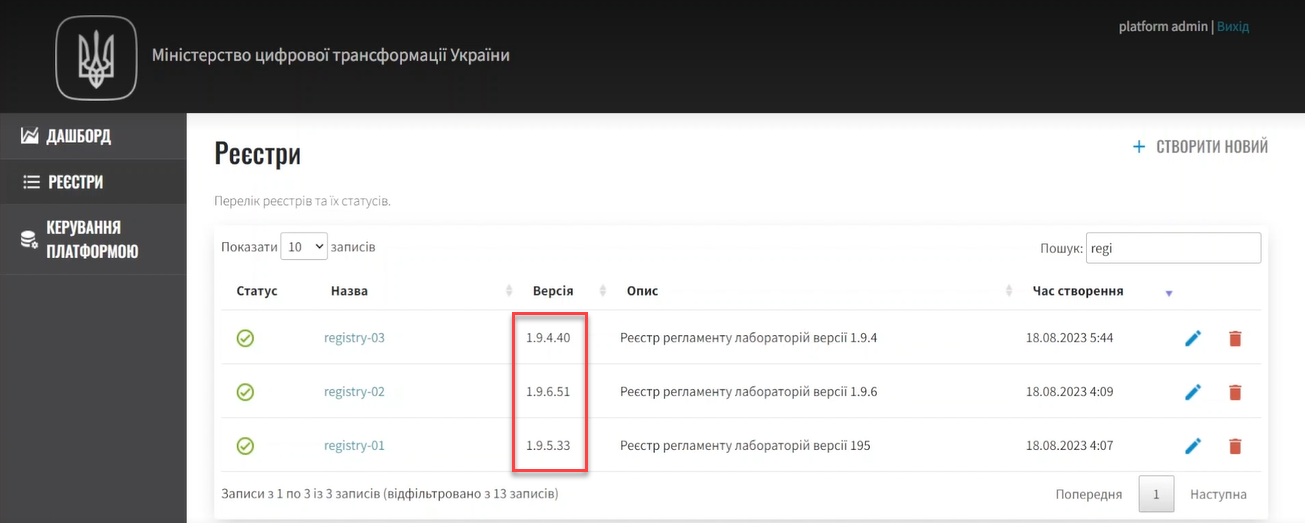 platform admin | Вихід
Міністерство цифрової трансформації України
ДАШБОРД
РЕЄСТРИ
КЕРУВАННЯ
ПЛАТФОРМОЮ
Реєстри
+ СТВОРИТИ НОВИЙ
Перелік реєстрів та їх статусів.
Показати 10 записів
Пошук: regi
Статус Назва Версія Опис Час створення
registry-03 1.9.4.40 Реєстр регламенту лабораторій версії 1.9.4 18.08.2023 5:44
registry-02 1.9.6.51 Реєстр регламенту лабораторій версії 1.9.6 18.08.2023 4:09
registry-01 1.9.5.33 Реєстр регламенту лабораторій версії 195 18.08.2023 4:07
Записи з 1 по 3 із 3 записів (відфільтровано з 13 записів)
Попередня 1 Наступна